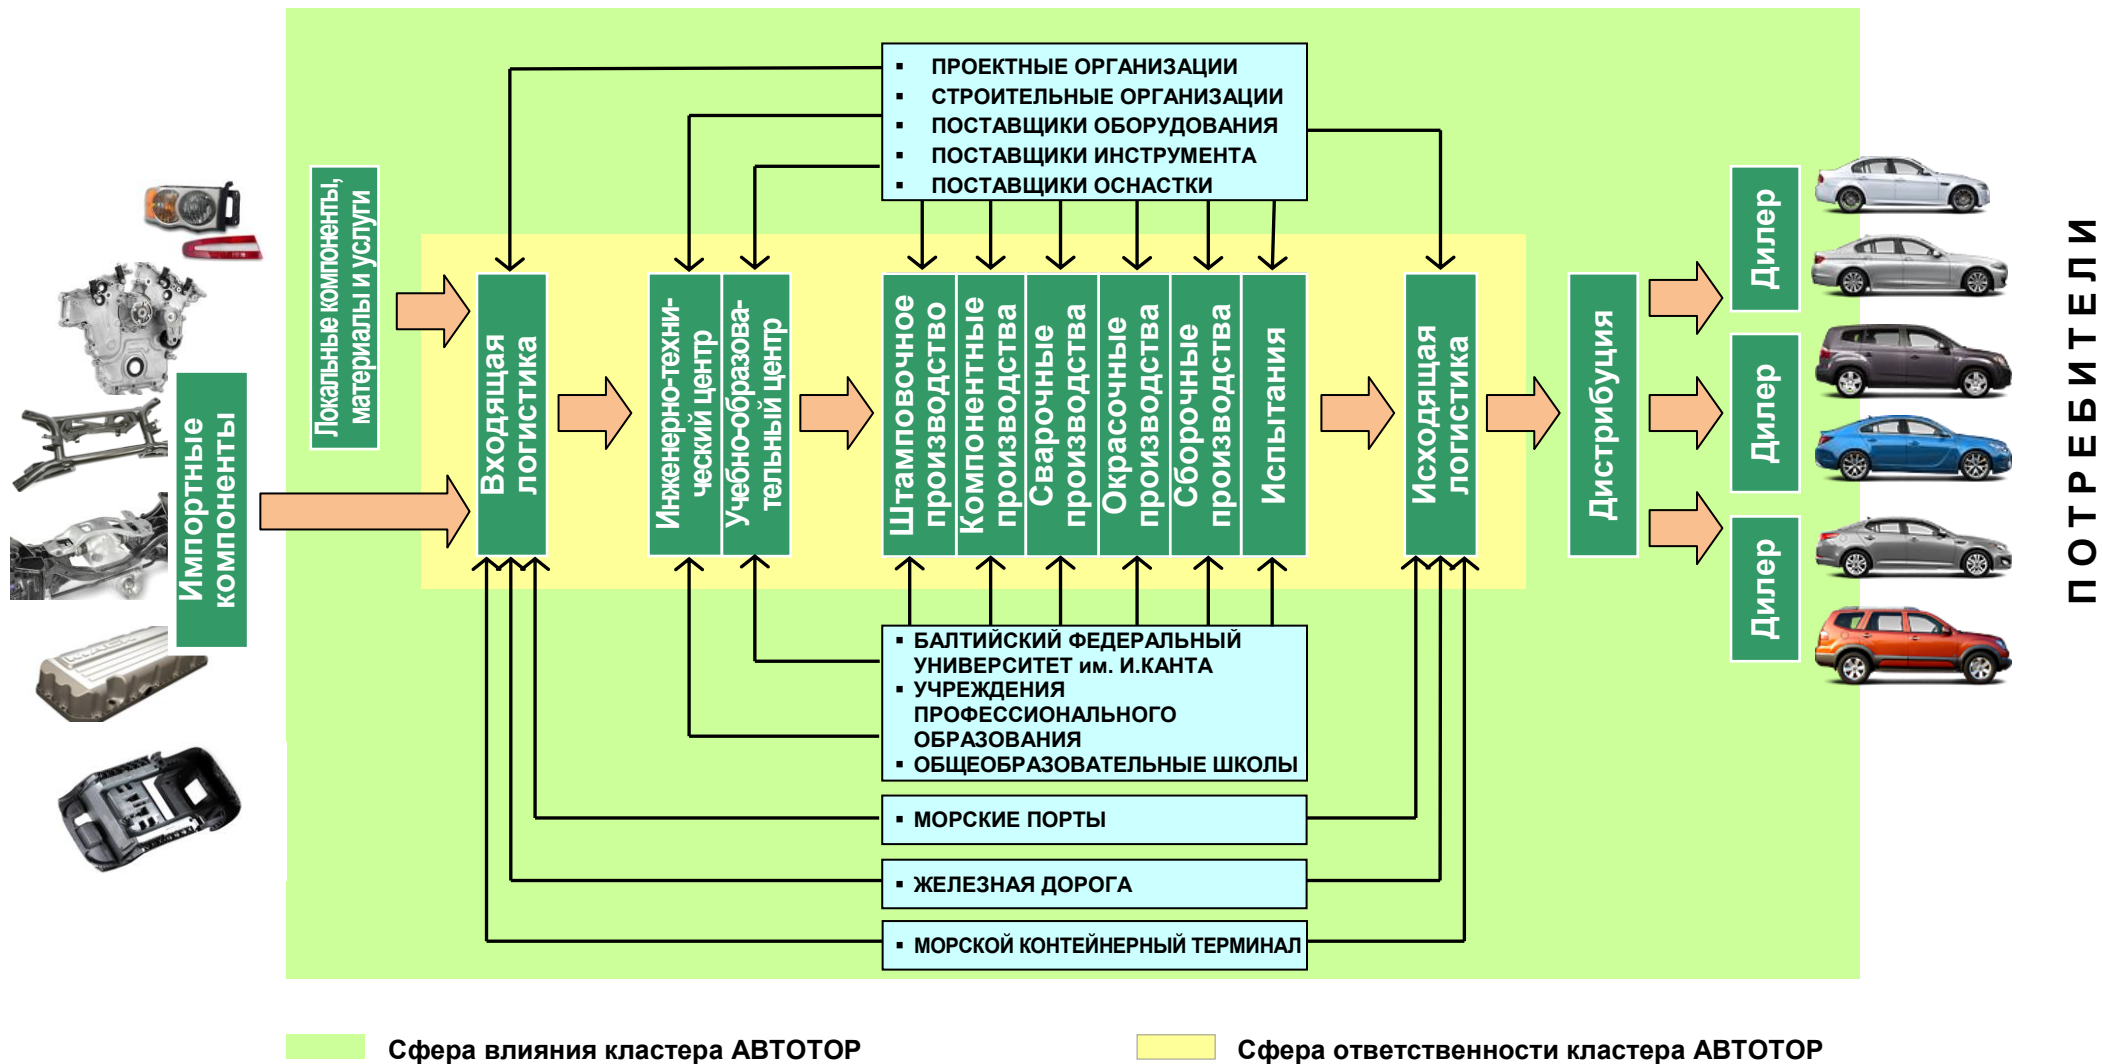 ▪ ПРОЕКТНЫЕ ОРГАНИЗАЦИИ
▪ СТРОИТЕЛЬНЫЕ ОРГАНИЗАЦИИ
▪ ПОСТАВЩИКИ ОБОРУДОВАНИЯ
▪ ПОСТАВЩИКИ ИНСТРУМЕНТА
▪ ПОСТАВЩИКИ ОСНАСТКИ
Импортные
компоненты
Локальные компоненты,
материалы и услуги
Входящая
логистика
Инженерно-техни-
ческий центр
Учебно-образова-
тельный центр
Штамповочное
производство
Компонентные
производства
Сварочные
производства
Окрасочные
производства
Сборочные
производства
Испытания
Исходящая
логистика
Дистрибуция
Дилер
Дилер
Дилер
ПОТРЕБИТЕЛИ
▪ БАЛТИЙСКИЙ ФЕДЕРАЛЬНЫЙ
УНИВЕРСИТЕТ им. И.КАНТА
▪ УЧРЕЖДЕНИЯ
ПРОФЕССИОНАЛЬНОГО
ОБРАЗОВАНИЯ
▪ ОБЩЕОБРАЗОВАТЕЛЬНЫЕ ШКОЛЫ
▪ МОРСКИЕ ПОРТЫ
▪ ЖЕЛЕЗНАЯ ДОРОГА
▪ МОРСКОЙ КОНТЕЙНЕРНЫЙ ТЕРМИНАЛ
Сфера влияния кластера АВТОТОР
Сфера ответственности кластера АВТОТОР